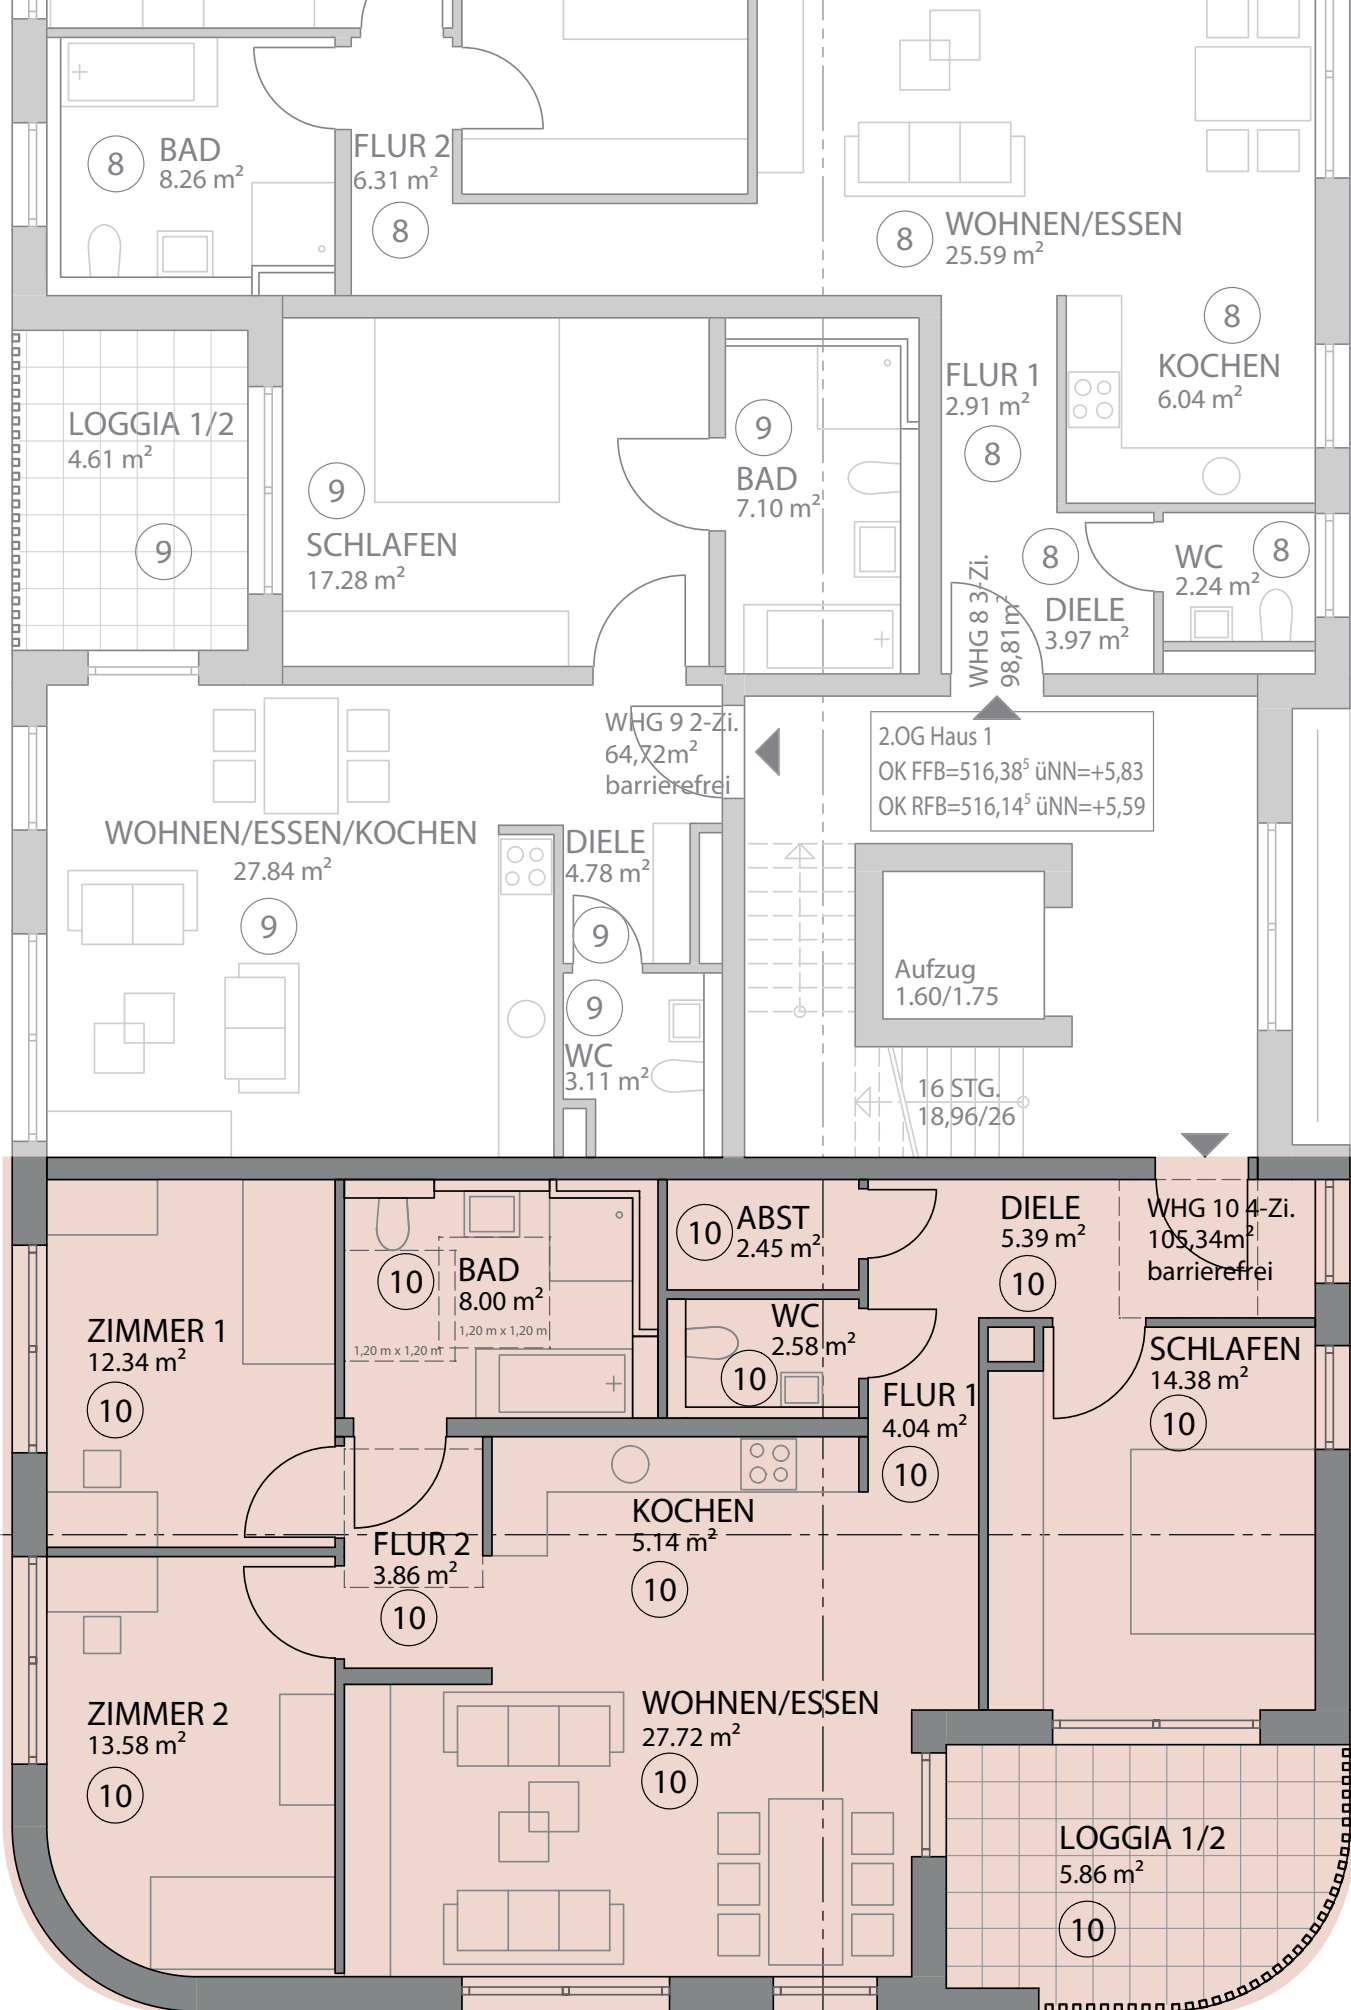 8
BAD
8.26 m²
FLUR 2
6.31 m²
8
8
WOHNEN/ESSEN
25.59 m²
8
KOCHEN
6.04 m²
FLUR 1
2.91 m²
8
LOGGIA 1/2
4.61 m²
9
9
SCHLAFEN
17.28 m²
9
BAD
7.10 m²
8
DIELE
3.97 m²
WC
2.24 m²
8
WHG 8 3-Zi.
98,81m²
WHG 9 2-Zi.
64,72m²
barrierefrei
2.OG Haus 1
OK FFB=516,38⁵ üNN=+5,83
OK RFB=516,14⁵ üNN=+5,59
WOHNEN/ESSEN/KOCHEN
27.84 m²
9
DIELE
4.78 m²
9
9
WC
3.11 m²
Aufzug
1.60/1.75
16 STG.
18,96/26
10
ABST
2.45 m²
DIELE
5.39 m²
10
WHG 10 4-Zi.
105,34m²
barrierefrei
10
BAD
8.00 m²
1,20 m x 1,20 m
1,20 m x 1,20 m
ZIMMER 1
12.34 m²
10
WC
2.58 m²
10
SCHLAFEN
14.38 m²
10
FLUR 1
4.04 m²
10
KOCHEN
5.14 m²
10
FLUR 2
3.86 m²
10
ZIMMER 2
13.58 m²
10
WOHNEN/ESSEN
27.72 m²
10
LOGGIA 1/2
5.86 m²
10